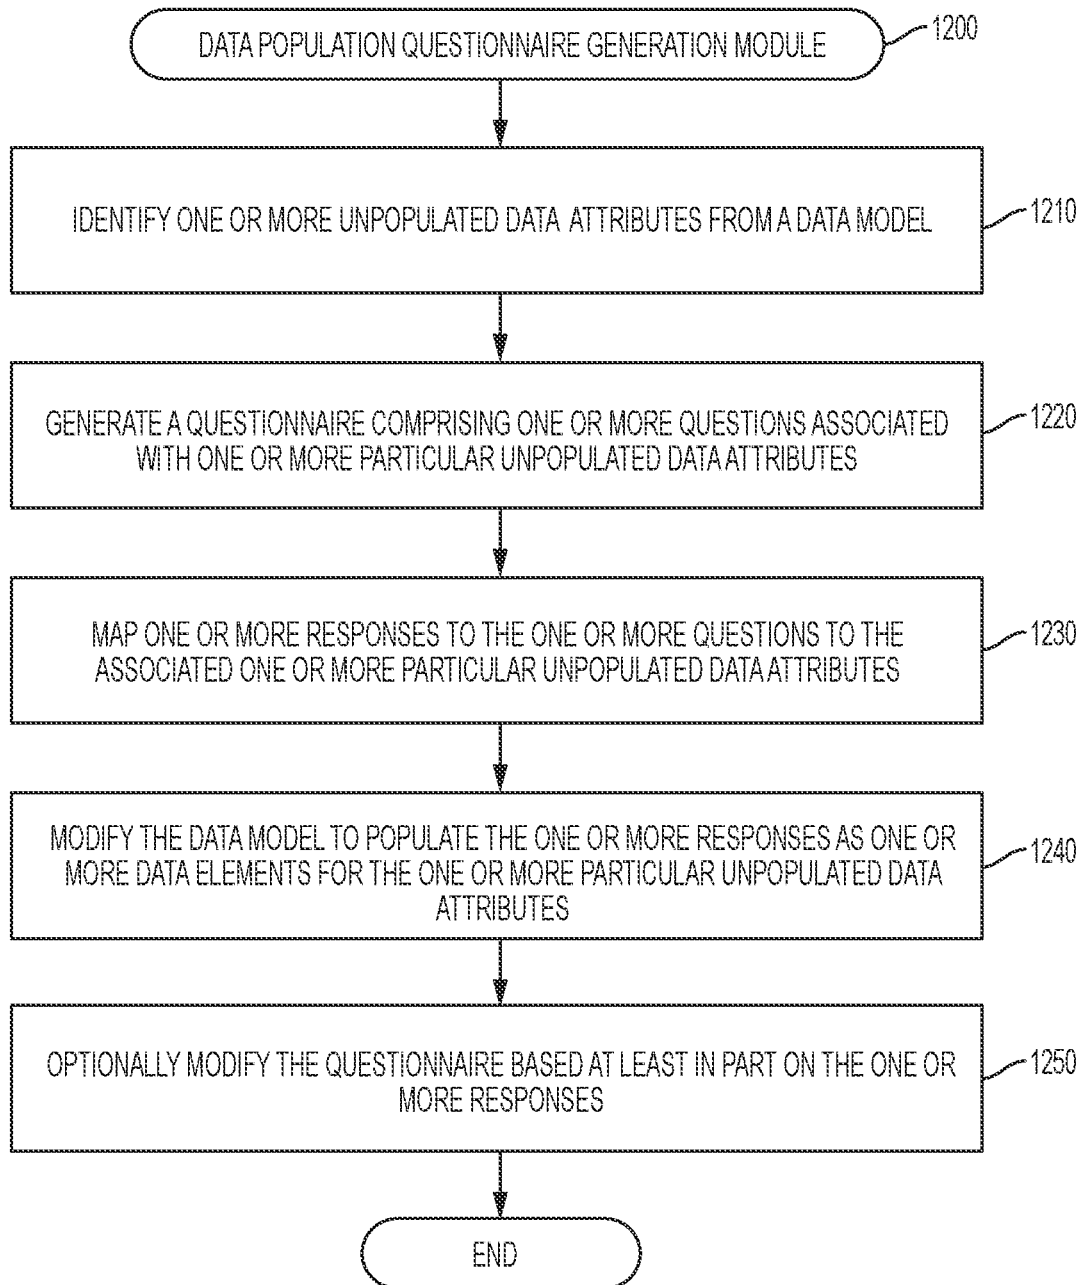 DATA POPULATION QUESTIONNAIRE GENERATION MODULE
1200
IDENTIFY ONE OR MORE UNPOPULATED DATA ATTRIBUTES FROM A DATA MODEL
1210
GENERATE A QUESTIONNAIRE COMPRISING ONE OR MORE QUESTIONS ASSOCIATED
WITH ONE OR MORE PARTICULAR UNPOPULATED DATA ATTRIBUTES
1220
MAP ONE OR MORE RESPONSES TO THE ONE OR MORE QUESTIONS TO THE
ASSOCIATED ONE OR MORE PARTICULAR UNPOPULATED DATA ATTRIBUTES
1230
MODIFY THE DATA MODEL TO POPULATE THE ONE OR MORE RESPONSES AS ONE OR
MORE DATA ELEMENTS FOR THE ONE OR MORE PARTICULAR UNPOPULATED DATA
ATTRIBUTES
1240
OPTIONALLY MODIFY THE QUESTIONNAIRE BASED AT LEAST IN PART ON THE ONE OR
MORE RESPONSES
1250
END